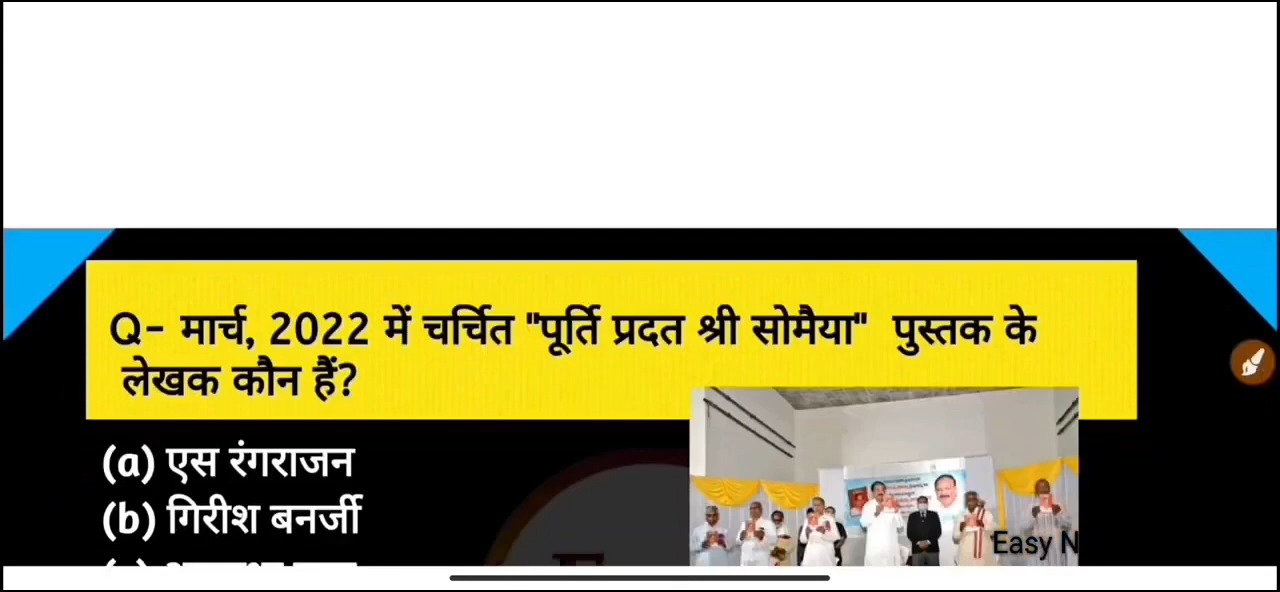 Q- मार्च, 2022 में चर्चित "पूर्ति प्रदत श्री सोमैया" पुस्तक के
लेखक कौन हैं?
(a) एस रंगराजन
(b) गिरीश बनर्जी
Easy N